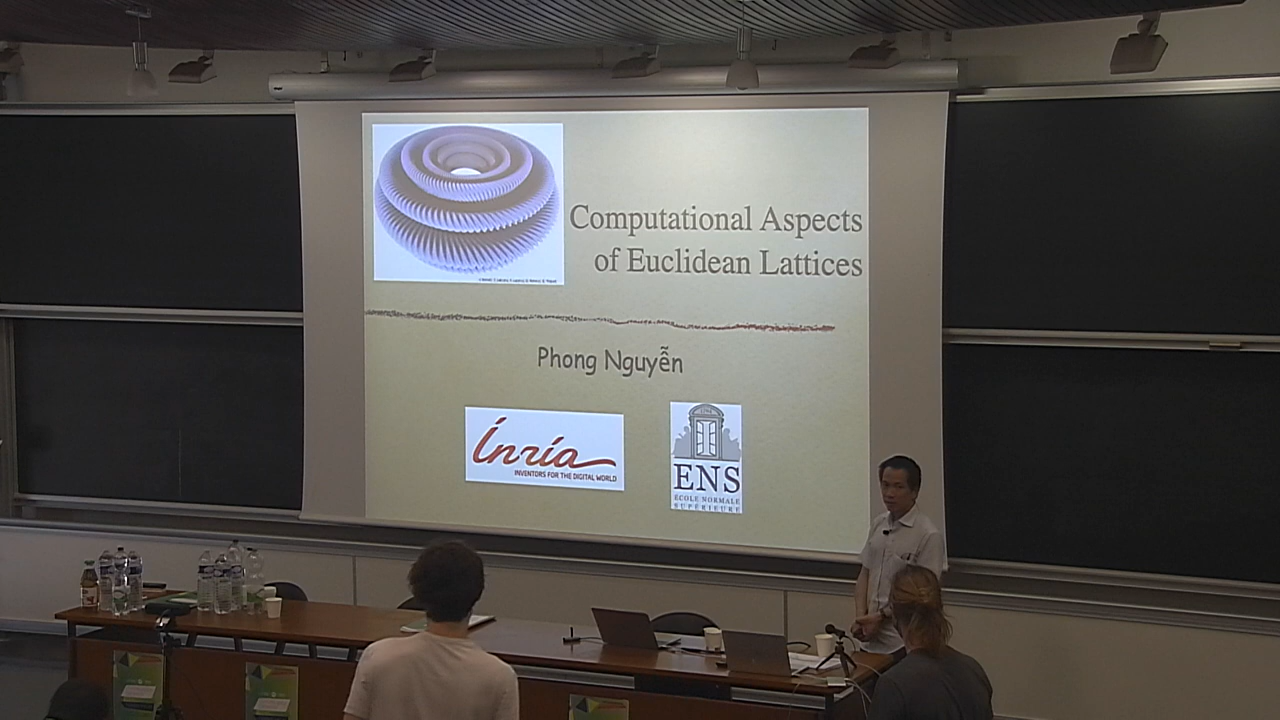 Computational Aspects
of Euclidean Lattices
Phong Nguyễn
Inria
INVENTORS FOR THE DIGITAL WORLD
ENS
ÉCOLE NORMALE
SUPÉRIEURE